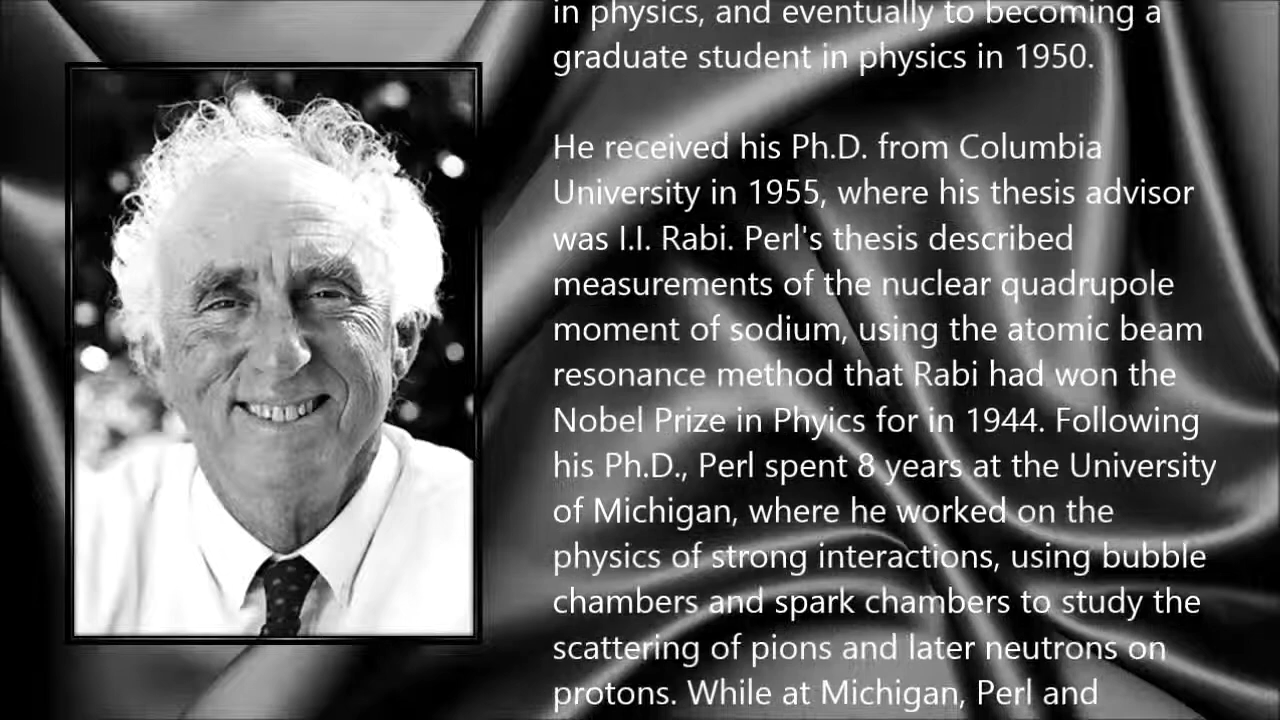 in physics, and eventually to becoming a
graduate student in physics in 1950.
He received his Ph.D. from Columbia
University in 1955, where his thesis advisor
was I.I. Rabi. Perl's thesis described
measurements of the nuclear quadrupole
moment of sodium, using the atomic beam
resonance method that Rabi had won the
Nobel Prize in Phyics for in 1944. Following
his Ph.D., Perl spent 8 years at the University
of Michigan, where he worked on the
physics of strong interactions, using bubble
chambers and spark chambers to study the
scattering of pions and later neutrons on
protons. While at Michigan, Perl and